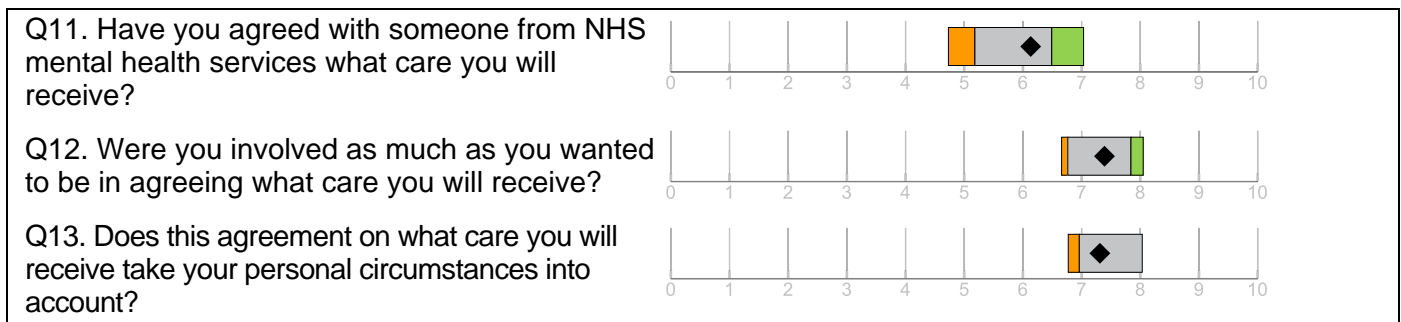 Q11. Have you agreed with someone from NHS
mental health services what care you will
receive?
0 1 2 3 4 5 6 7 8 9 10
Q12. Were you involved as much as you wanted
to be in agreeing what care you will receive?
0 1 2 3 4 5 6 7 8 9 10
Q13. Does this agreement on what care you will
receive take your personal circumstances into
account?
0 1 2 3 4 5 6 7 8 9 10